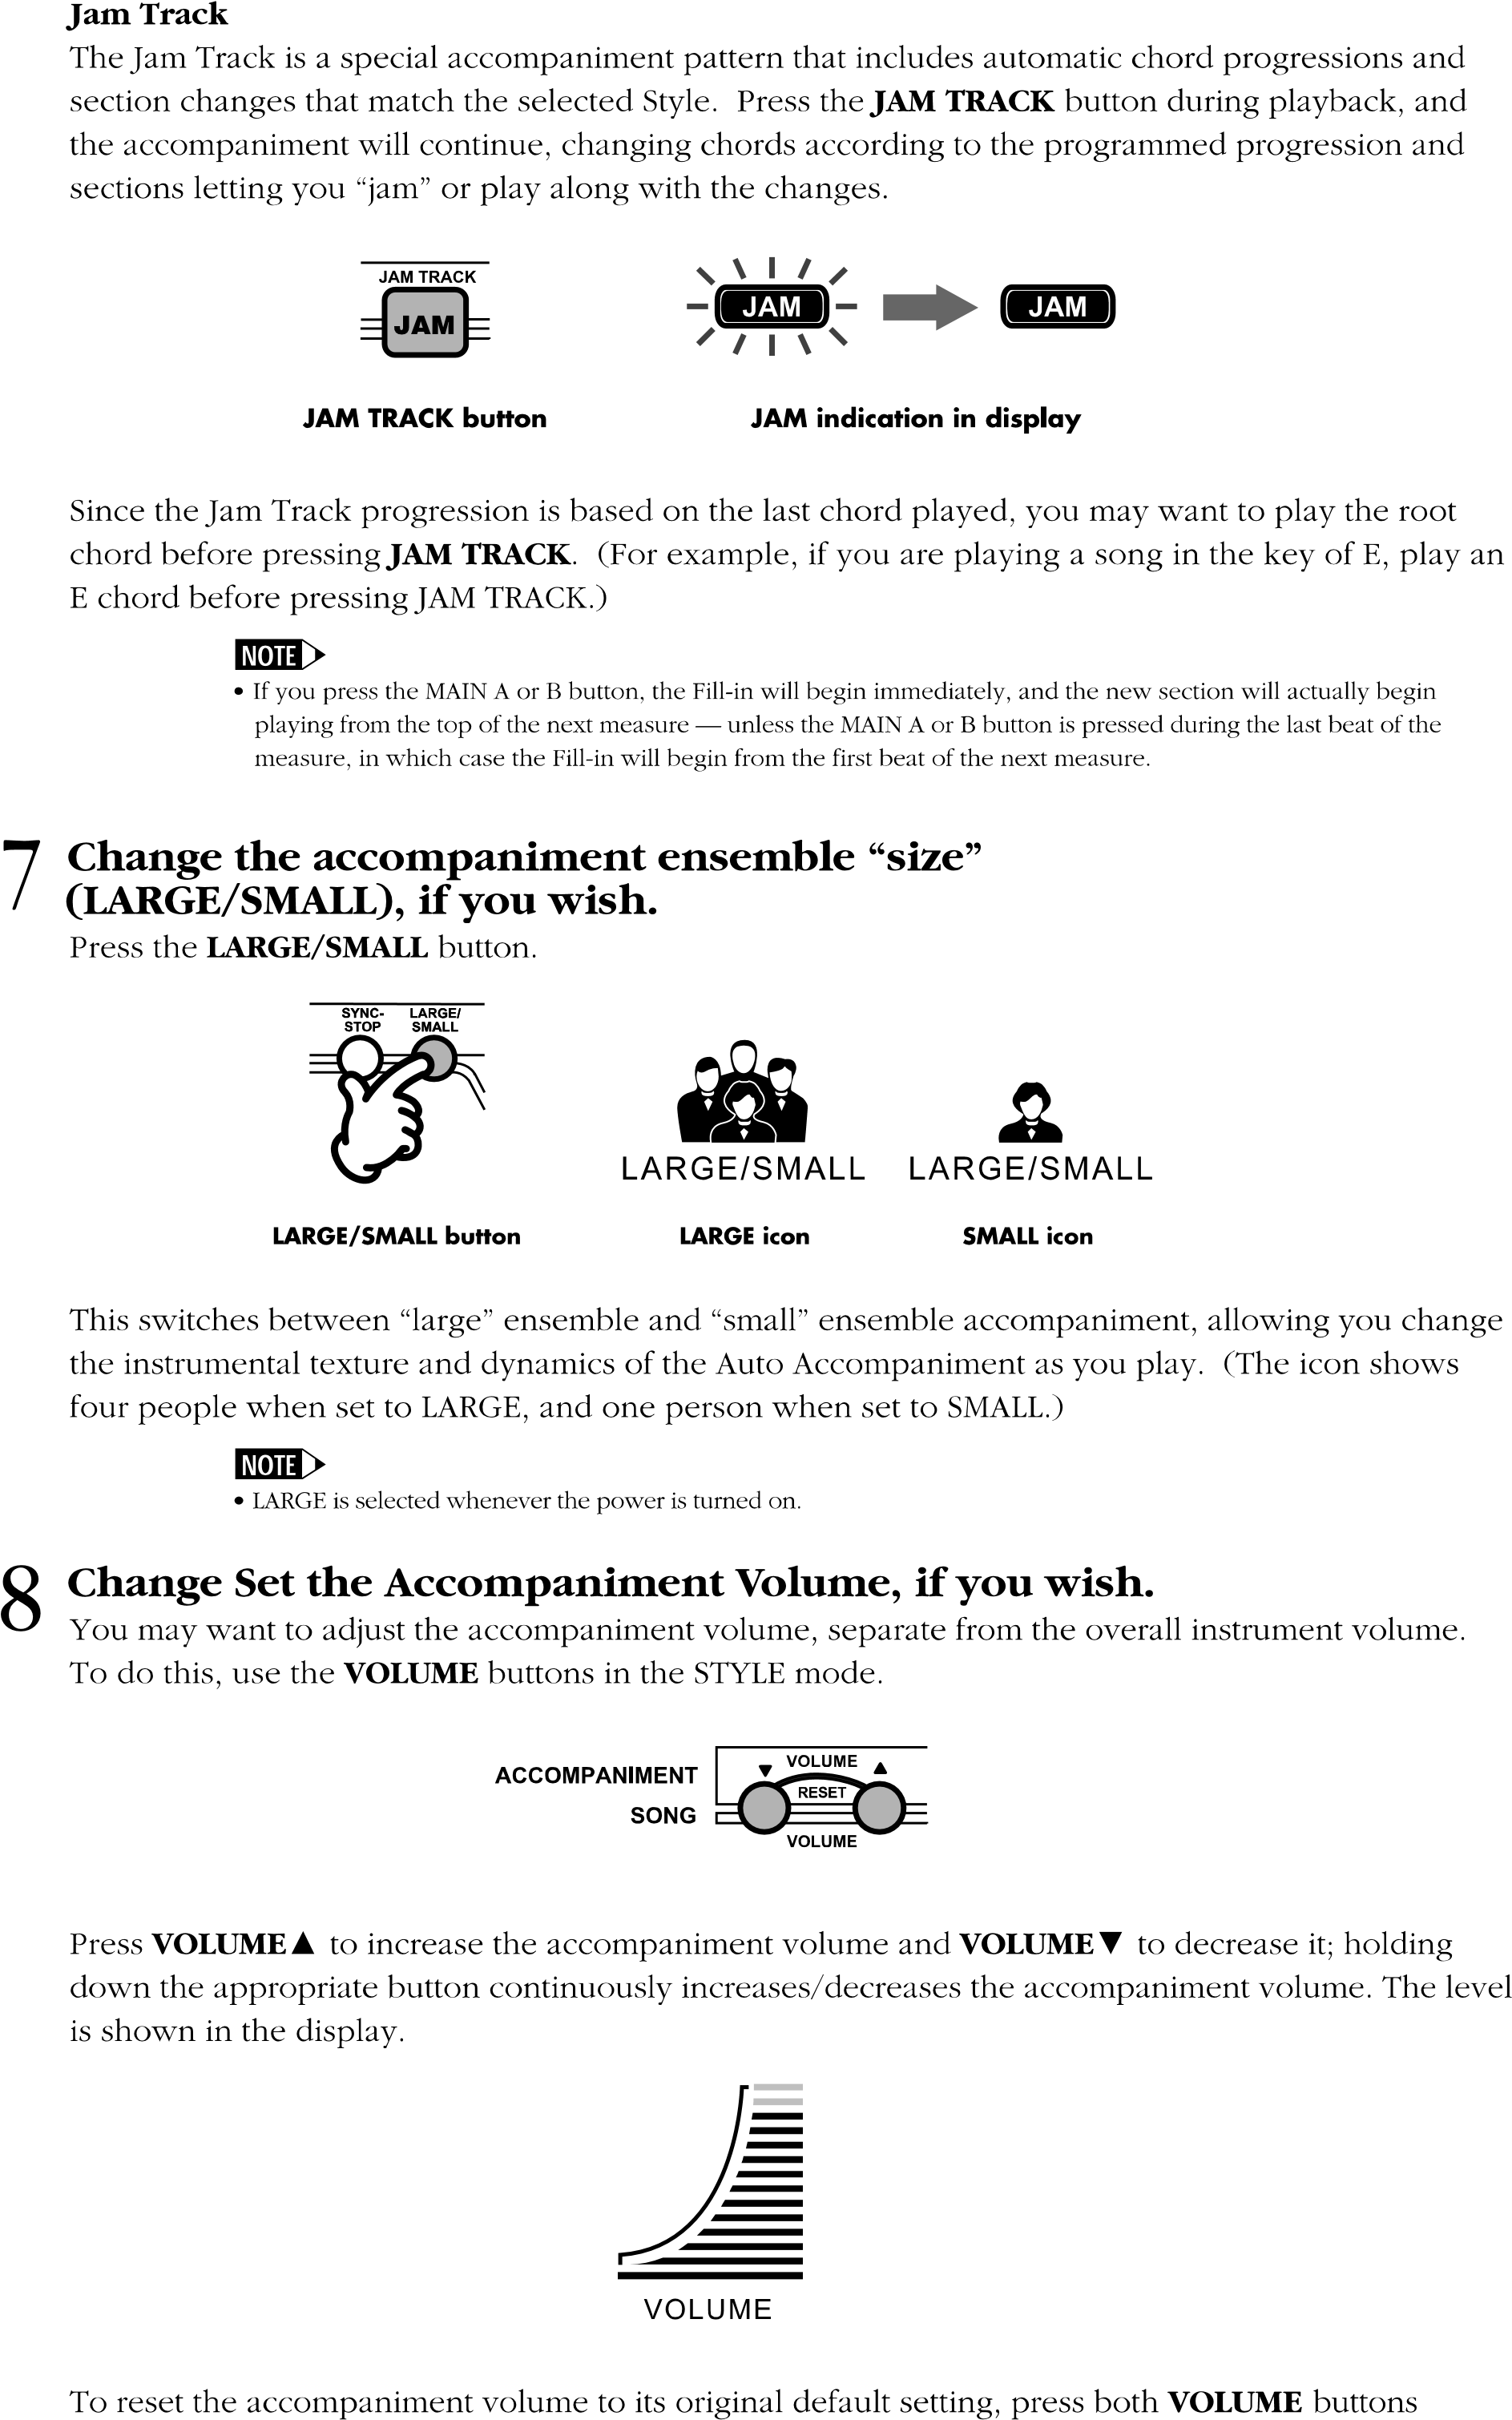 Jam Track
The Jam Track is a special accompaniment pattern that includes automatic chord progressions and
section changes that match the selected Style.  Press the JAM TRACK button during playback, and
the accompaniment will continue, changing chords according to the programmed progression and
sections letting you “jam” or play along with the changes.
JAM TRACK
JAM
JAM
JAM
JAM TRACK button
JAM indication in display
Since the Jam Track progression is based on the last chord played, you may want to play the root
chord before pressing JAM TRACK.  (For example, if you are playing a song in the key of E, play an
E chord before pressing JAM TRACK.)
NOTE
• If you press the MAIN A or B button, the Fill-in will begin immediately, and the new section will actually begin
playing from the top of the next measure — unless the MAIN A or B button is pressed during the last beat of the
measure, in which case the Fill-in will begin from the first beat of the next measure.
7 Change the accompaniment ensemble “size”
(LARGE/SMALL), if you wish.
Press the LARGE/SMALL button.
SYNC-
STOP
LARGE/
SMALL
LARGE/SMALL
LARGE/SMALL
LARGE/SMALL button
LARGE icon
SMALL icon
This switches between “large” ensemble and “small” ensemble accompaniment, allowing you change
the instrumental texture and dynamics of the Auto Accompaniment as you play.  (The icon shows
four people when set to LARGE, and one person when set to SMALL.)
NOTE
• LARGE is selected whenever the power is turned on.
8 Change Set the Accompaniment Volume, if you wish.
You may want to adjust the accompaniment volume, separate from the overall instrument volume.
To do this, use the VOLUME buttons in the STYLE mode.
ACCOMPANIMENT
SONG
▼ VOLUME ▲
RESET
VOLUME
Press VOLUME▲ to increase the accompaniment volume and VOLUME▼ to decrease it; holding
down the appropriate button continuously increases/decreases the accompaniment volume. The level
is shown in the display.
VOLUME
To reset the accompaniment volume to its original default setting, press both VOLUME buttons